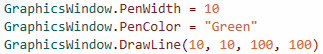 GraphicsWindow.PenWidth = 10
GraphicsWindow.PenColor = "Green"
GraphicsWindow.DrawLine(10, 10, 100, 100)